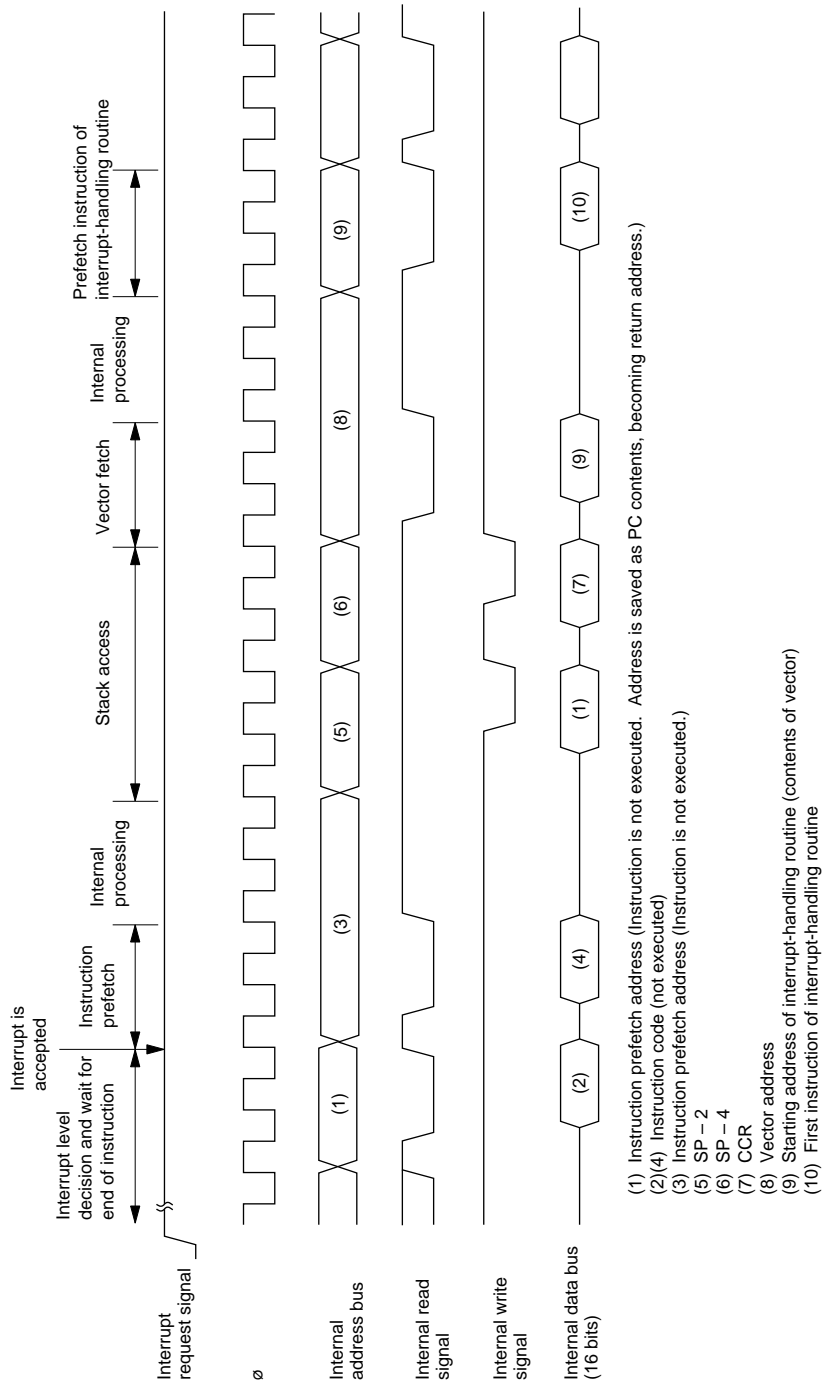 Interrupt is
accepted
Interrupt level
decision and wait for
end of instruction
Instruction
prefetch
Internal
processing
Stack access
Vector fetch
Internal
processing
Prefetch instruction of
interrupt-handling routine
Interrupt
request signal
ø
Internal
address bus
(1)
(3)
(5)
(6)
(8)
(9)
Internal read
signal
Internal write
signal
Internal data bus
(16 bits)
(2)
(4)
(1)
(7)
(9)
(10)
(1) Instruction prefetch address (Instruction is not executed. Address is saved as PC contents, becoming return address.)
(2)(4) Instruction code (not executed)
(3) Instruction prefetch address (Instruction is not executed.)
(5) SP – 2
(6) SP – 4
(7) CCR
(8) Vector address
(9) Starting address of interrupt-handling routine (contents of vector)
(10) First instruction of interrupt-handling routine